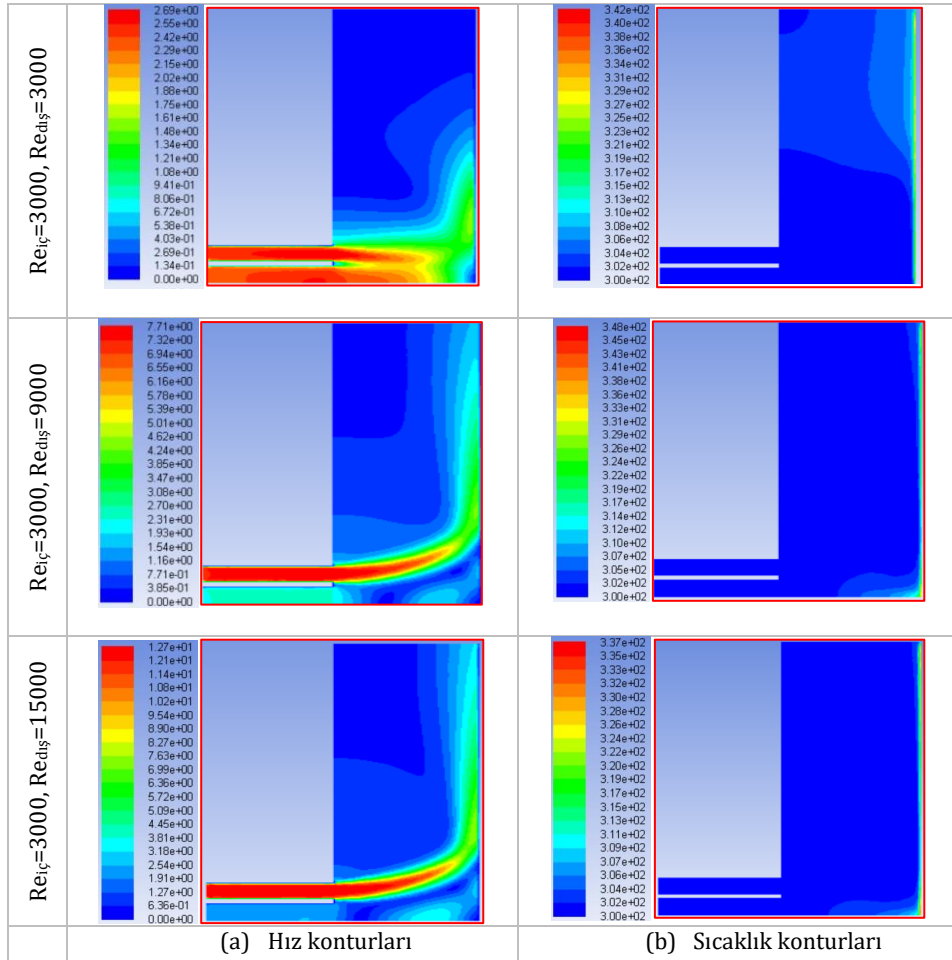 Reiç=3000, Redış=3000
2.69e+00
2.55e+00
2.42e+00
2.29e+00
2.15e+00
2.02e+00
1.88e+00
1.75e+00
1.61e+00
1.48e+00
1.34e+00
1.21e+00
1.08e+00
9.41e-01
8.06e-01
6.72e-01
5.38e-01
4.03e-01
2.69e-01
1.34e-01
0.00e+00
3.42e+02
3.40e+02
3.38e+02
3.36e+02
3.34e+02
3.31e+02
3.29e+02
3.27e+02
3.25e+02
3.23e+02
3.21e+02
3.19e+02
3.17e+02
3.15e+02
3.12e+02
3.10e+02
3.08e+02
3.06e+02
3.04e+02
3.02e+02
3.00e+02
Reiç=3000, Redış=9000
7.71e+00
7.32e+00
6.94e+00
6.55e+00
6.16e+00
5.78e+00
5.39e+00
5.01e+00
4.62e+00
4.24e+00
3.85e+00
3.47e+00
3.08e+00
2.70e+00
2.31e+00
1.93e+00
1.54e+00
1.16e+00
7.71e-01
3.85e-01
0.00e+00
3.48e+02
3.45e+02
3.43e+02
3.41e+02
3.38e+02
3.36e+02
3.33e+02
3.31e+02
3.29e+02
3.26e+02
3.24e+02
3.22e+02
3.19e+02
3.17e+02
3.14e+02
3.12e+02
3.10e+02
3.07e+02
3.05e+02
3.02e+02
3.00e+02
Reiç=3000, Redış=15000
1.27e+01
1.21e+01
1.14e+01
1.08e+01
1.02e+01
9.54e+00
8.90e+00
8.27e+00
7.63e+00
6.99e+00
6.36e+00
5.72e+00
5.09e+00
4.45e+00
3.81e+00
3.18e+00
2.54e+00
1.91e+00
1.27e+00
6.36e-01
0.00e+00
3.37e+02
3.35e+02
3.33e+02
3.32e+02
3.30e+02
3.28e+02
3.26e+02
3.24e+02
3.22e+02
3.20e+02
3.19e+02
3.17e+02
3.15e+02
3.13e+02
3.11e+02
3.09e+02
3.07e+02
3.06e+02
3.04e+02
3.02e+02
3.00e+02
(a) Hız konturları
(b) Sıcaklık konturları